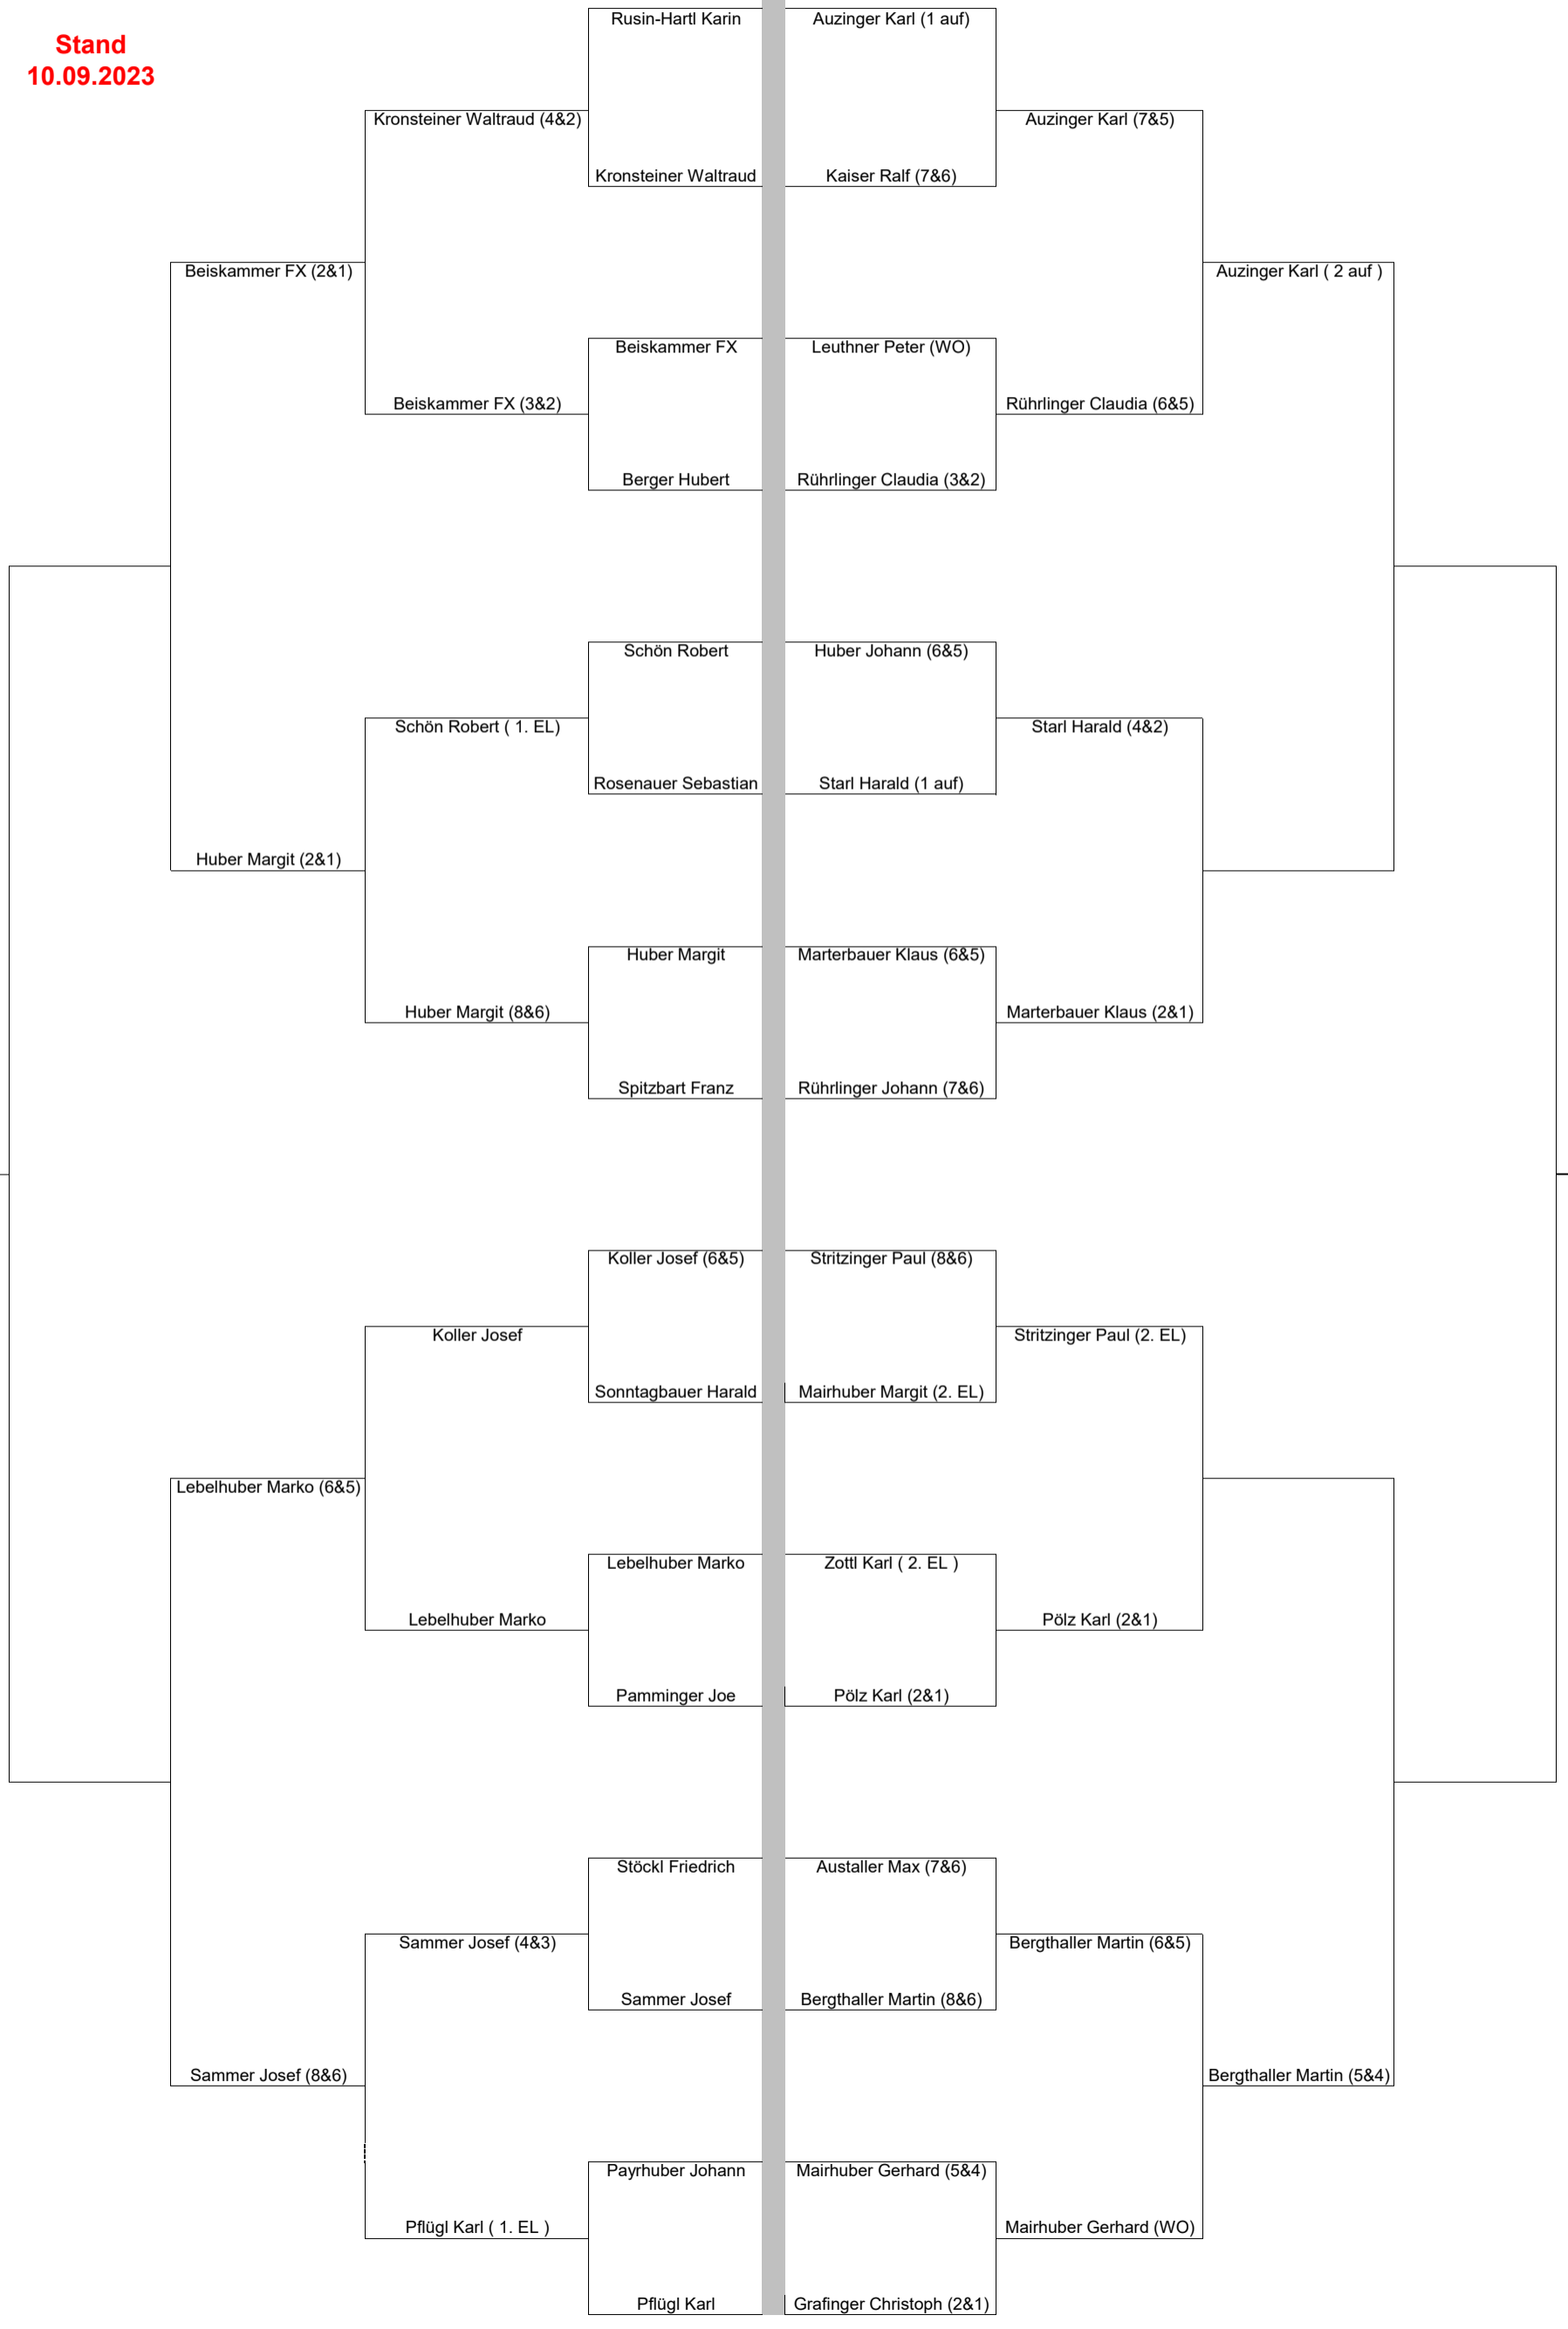 Stand
10.09.2023
Rusin-Hartl Karin
Auzinger Karl (1 auf)
Kronsteiner Waltraud (4&2)
Auzinger Karl (7&5)
Kronsteiner Waltraud
Kaiser Ralf (7&6)
Beiskammer FX (2&1)
Auzinger Karl ( 2 auf )
Beiskammer FX
Leuthner Peter (WO)
Beiskammer FX (3&2)
Rührlinger Claudia (6&5)
Berger Hubert
Rührlinger Claudia (3&2)
Schön Robert
Huber Johann (6&5)
Schön Robert ( 1. EL)
Starl Harald (4&2)
Rosenauer Sebastian
Starl Harald (1 auf)
Huber Margit (2&1)
Huber Margit
Marterbauer Klaus (6&5)
Huber Margit (8&6)
Marterbauer Klaus (2&1)
Spitzbart Franz
Rührlinger Johann (7&6)
Koller Josef (6&5)
Stritzinger Paul (8&6)
Koller Josef
Stritzinger Paul (2. EL)
Sonntagbauer Harald
Mairhuber Margit (2. EL)
Lebelhuber Marko (6&5)
Lebelhuber Marko
Zottl Karl ( 2. EL )
Lebelhuber Marko
Pölz Karl (2&1)
Pamminger Joe
Pölz Karl (2&1)
Stöckl Friedrich
Austaller Max (7&6)
Sammer Josef (4&3)
Bergthaller Martin (6&5)
Sammer Josef
Bergthaller Martin (8&6)
Sammer Josef (8&6)
Bergthaller Martin (5&4)
Payrhuber Johann
Mairhuber Gerhard (5&4)
Pflügl Karl ( 1. EL )
Mairhuber Gerhard (WO)
Pflügl Karl
Grafinger Christoph (2&1)